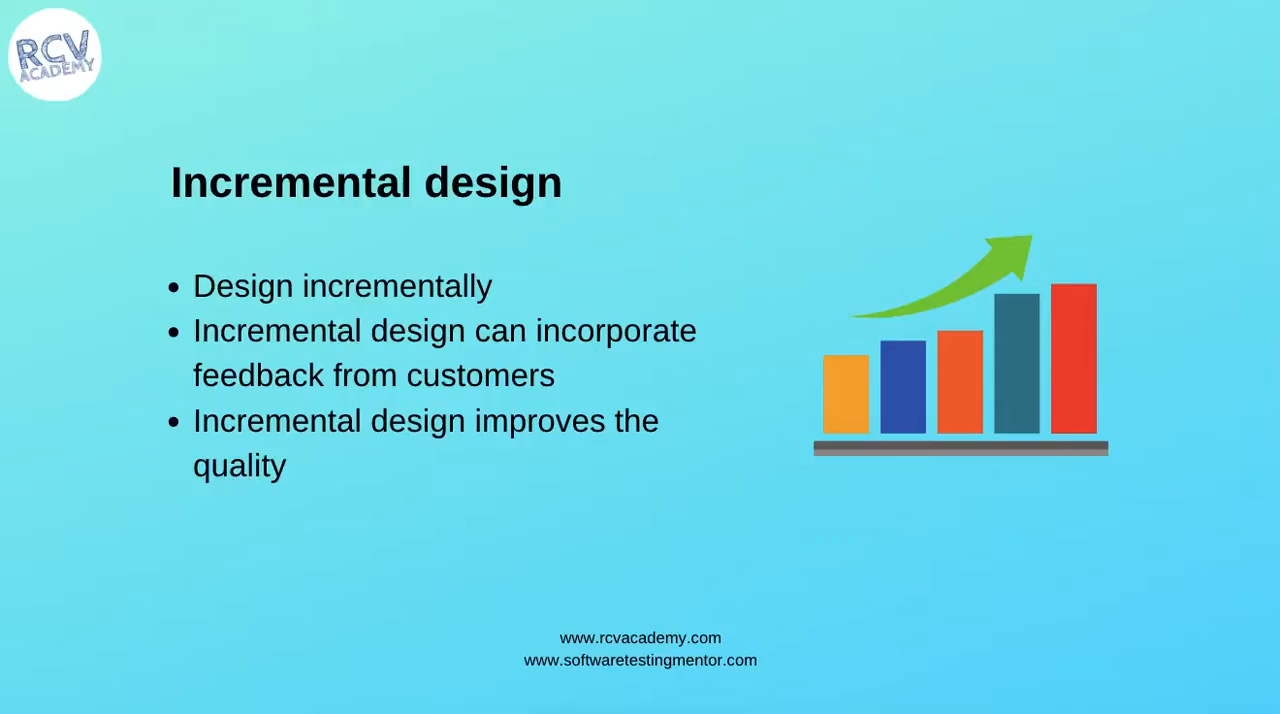 RCV
ACADEMY
Incremental design
• Design incrementally
• Incremental design can incorporate
feedback from customers
• Incremental design improves the
quality
www.rcvacademy.com
www.softwaretestingmentor.com